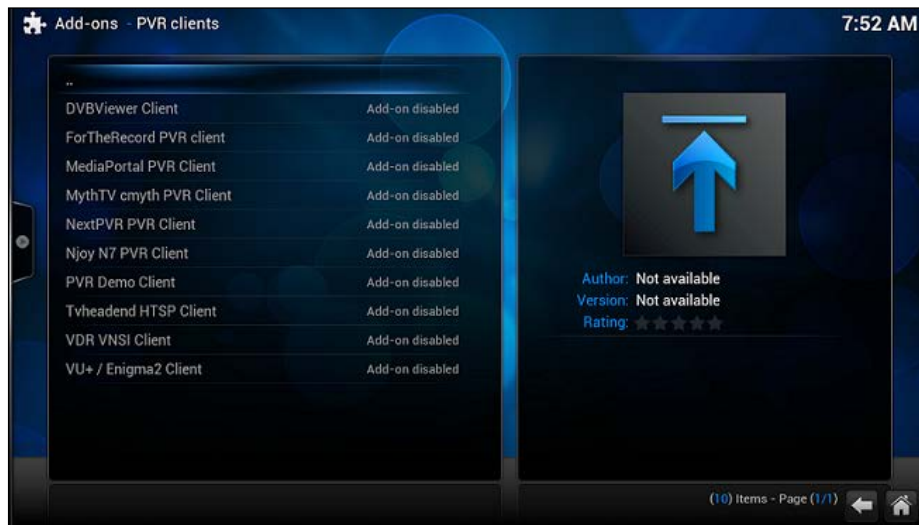 Add-ons - PVR clients
7:52 AM
..
DVBViewer Client Add-on disabled
ForTheRecord PVR client Add-on disabled
MediaPortal PVR Client Add-on disabled
MythTV cmyth PVR Client Add-on disabled
NextPVR PVR Client Add-on disabled
Njoy N7 PVR Client Add-on disabled
PVR Demo Client Add-on disabled
Tvheadend HTSP Client Add-on disabled
VDR VNSI Client Add-on disabled
VU+ / Enigma2 Client Add-on disabled
Author: Not available
Version: Not available
Rating:
(10) Items - Page (1/1)